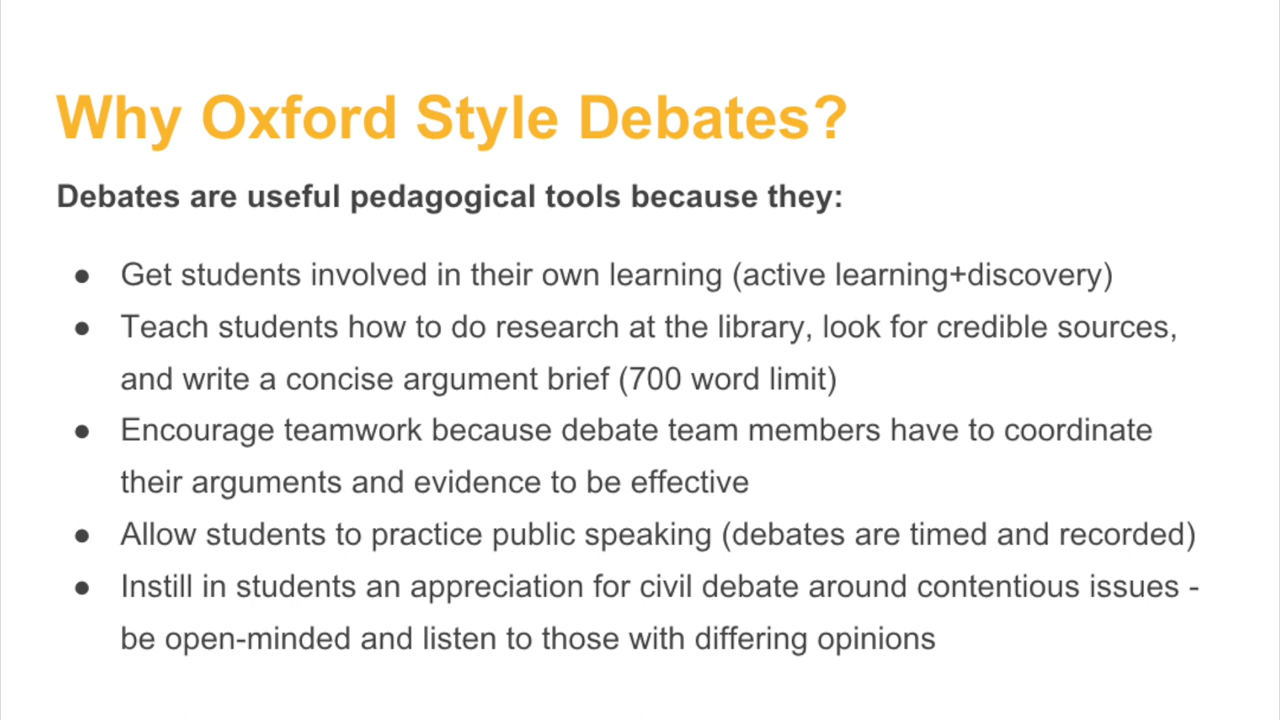 Why Oxford Style Debates?
Debates are useful pedagogical tools because they:
● Get students involved in their own learning (active learning+discovery)
● Teach students how to do research at the library, look for credible sources,
and write a concise argument brief (700 word limit)
● Encourage teamwork because debate team members have to coordinate
their arguments and evidence to be effective
● Allow students to practice public speaking (debates are timed and recorded)
● Instill in students an appreciation for civil debate around contentious issues -
be open-minded and listen to those with differing opinions